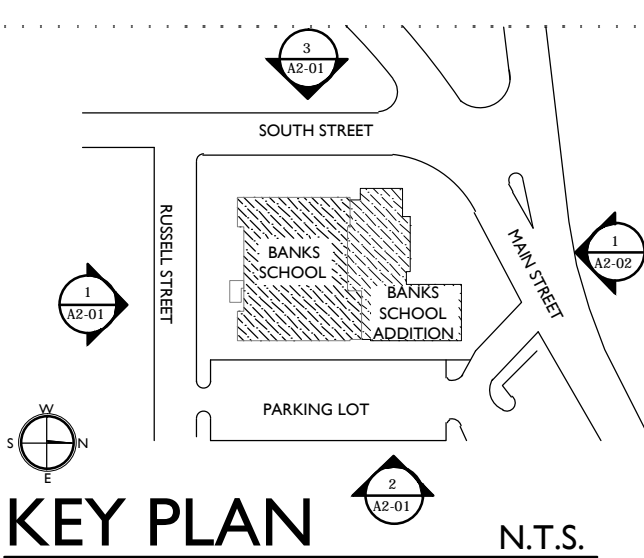 3
A2-01
SOUTH STREET
RUSSELL STREET
MAIN STREET
BANKS
SCHOOL
1
A2-02
1
A2-01
BANKS
SCHOOL
ADDITION
PARKING LOT
W
S
N
E
2
A2-01
KEY PLAN
N.T.S.